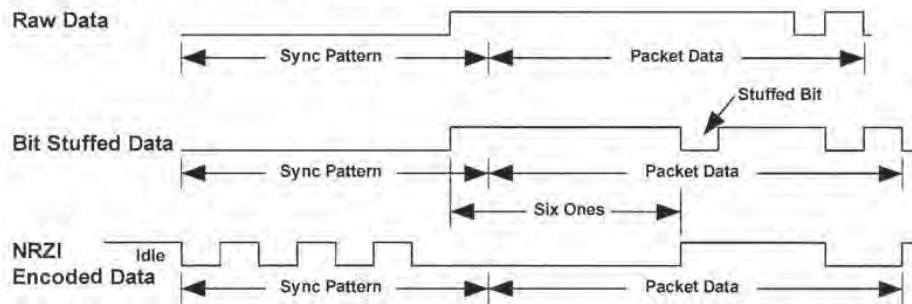 Raw Data
Sync Pattern
Packet Data
Stuffed Bit
Bit Stuffed Data
Sync Pattern
Packet Data
Six Ones
NRZI
Idle
Encoded Data
Sync Pattern
Packet Data